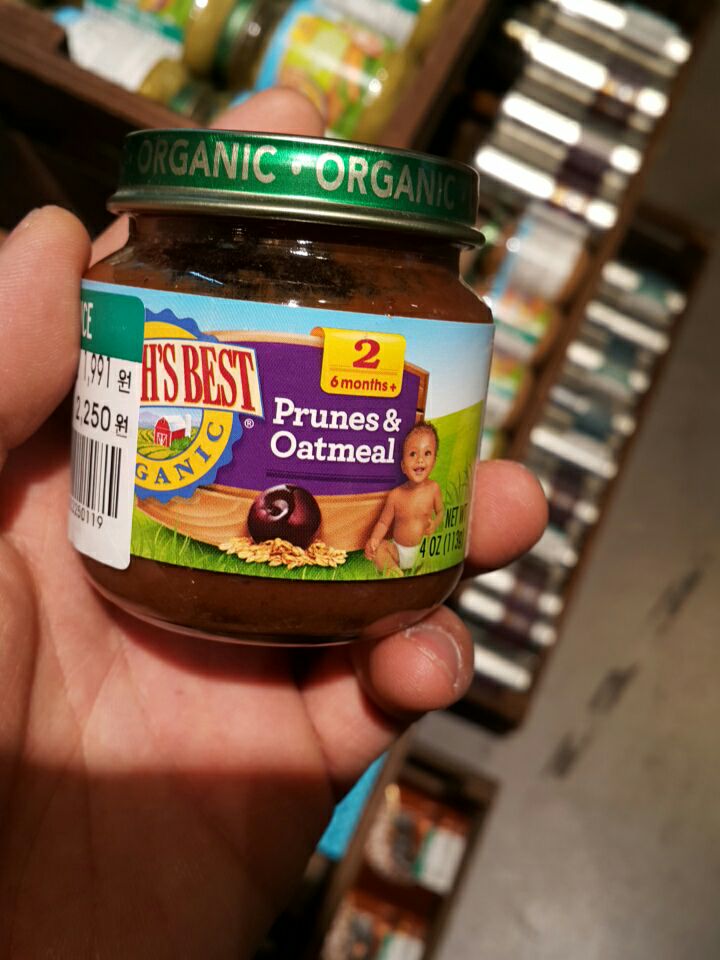 ORGANIC • ORGANIC
CE
1,991 원
2,250 원
H'S BEST
®
GANIC
2
6 months+
Prunes &
Oatmeal
NET W
4 OZ (113g